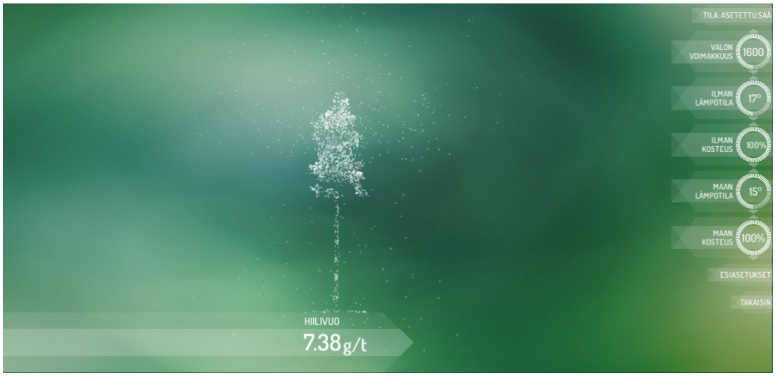 TILA: ASETETTU SÄÄ
VALON
VOIMAKKUUS
1600
ILMAN
LÄMPÖTILA
17°
ILMAN
KOSTEUS
100%
MAAN
LÄMPÖTILA
15°
MAAN
KOSTEUS
100%
ESIASETUKSET
TAKAISIN
HIILIVUO
7.38 g/t